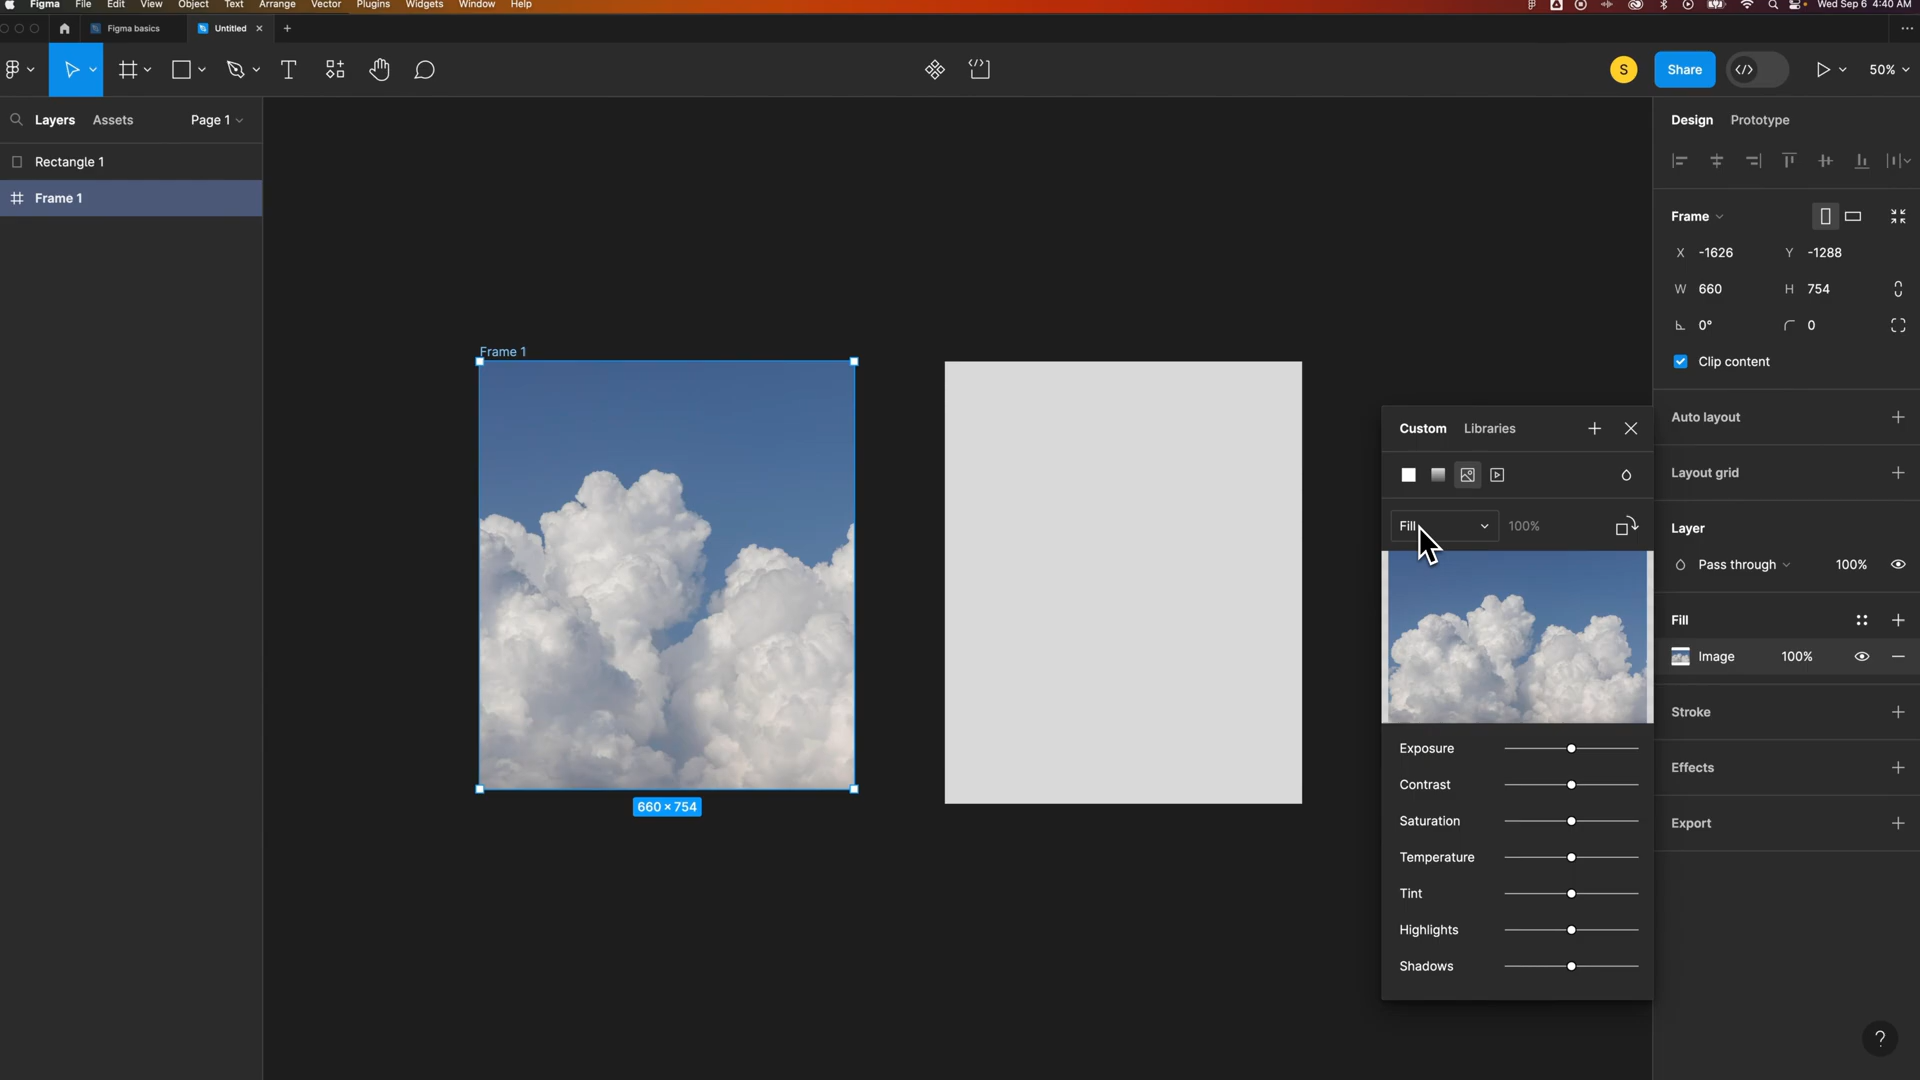 Figma File Edit View Object Text Arrange Vector Plugins Widgets Window Help Wed Sep 6 4:40 AM
Figma basics Untitled
S Share 50%
Layers Assets Page 1
Rectangle 1
Frame 1
Frame 1
660 × 754
Custom Libraries
Fill 100%
Exposure
Contrast
Saturation
Temperature
Tint
Highlights
Shadows
Design Prototype
Frame
X -1626 Y -1288
W 660 H 754
0° 0
Clip content
Auto layout
Layout grid
Layer
Pass through 100%
Fill
Image 100%
Stroke
Effects
Export
?